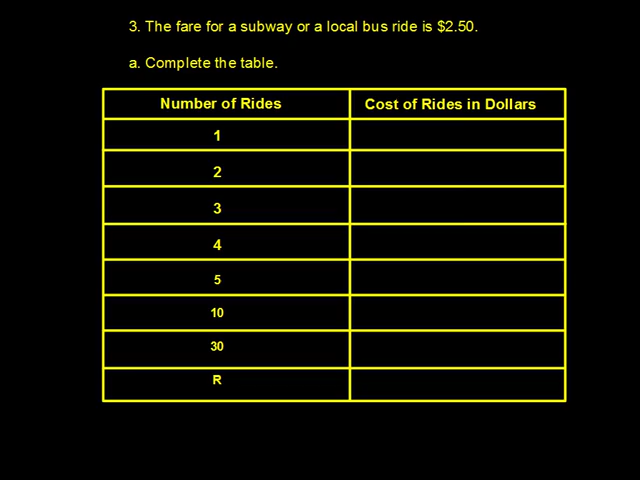 3. The fare for a subway or a local bus ride is $2.50.
a. Complete the table.
Number of Rides Cost of Rides in Dollars
1
2
3
4
5
10
30
R